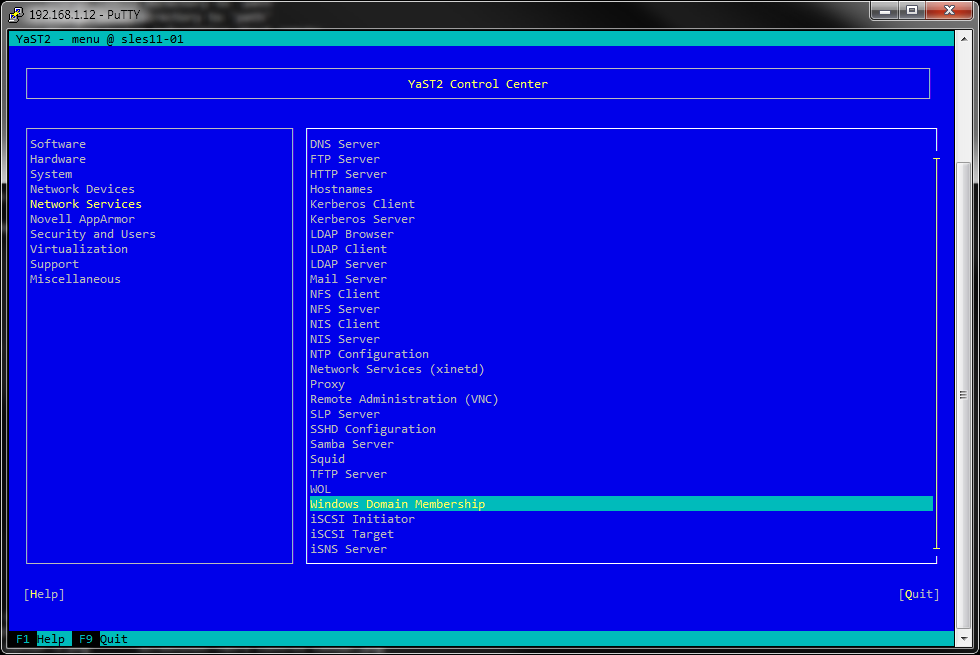 192.168.1.12 - PuTTY
YaST2 - menu @ sles11-01
YaST2 Control Center
Software
Hardware
System
Network Devices
Network Services
Novell AppArmor
Security and Users
Virtualization
Support
Miscellaneous
DNS Server
FTP Server
HTTP Server
Hostnames
Kerberos Client
Kerberos Server
LDAP Browser
LDAP Client
LDAP Server
Mail Server
NFS Client
NFS Server
NIS Client
NIS Server
NTP Configuration
Network Services (xinetd)
Proxy
Remote Administration (VNC)
SLP Server
SSHD Configuration
Samba Server
Squid
TFTP Server
WOL
Windows Domain Membership
iSCSI Initiator
iSCSI Target
iSNS Server
[Help] [Quit]
F1 Help F9 Quit